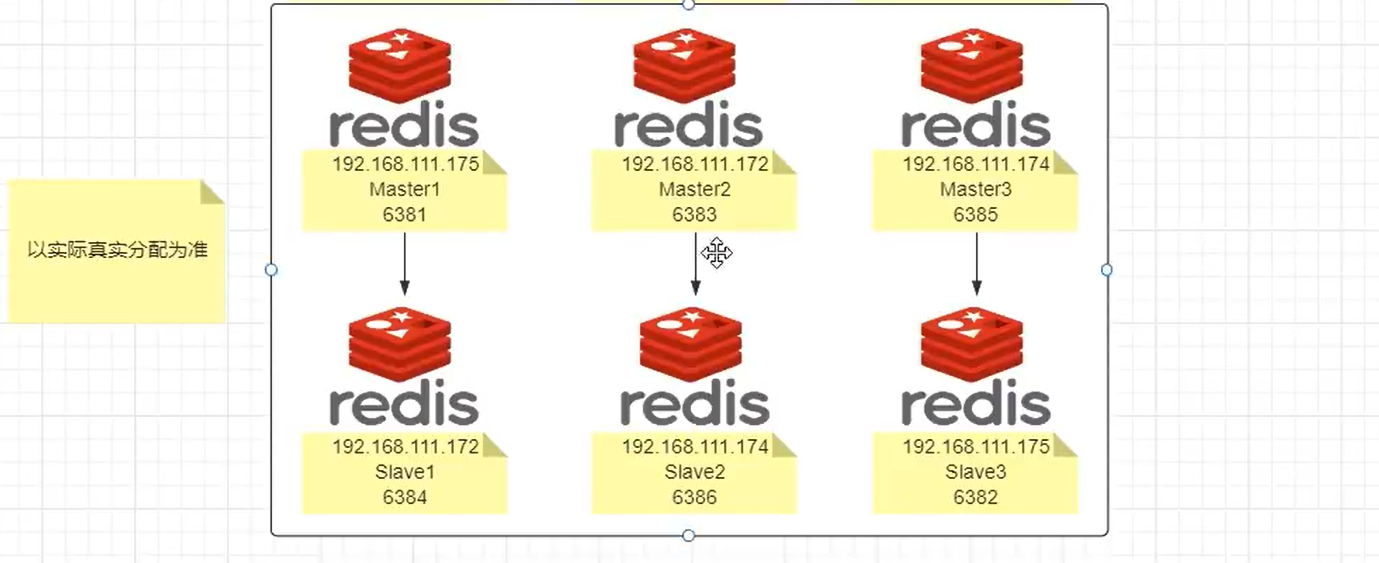 redis
redis
redis
192.168.111.175
Master1
6381
192.168.111.172
Master2
6383
192.168.111.174
Master3
6385
以实际真实分配为准
redis
redis
redis
192.168.111.172
Slave1
6384
192.168.111.174
Slave2
6386
192.168.111.175
Slave3
6382